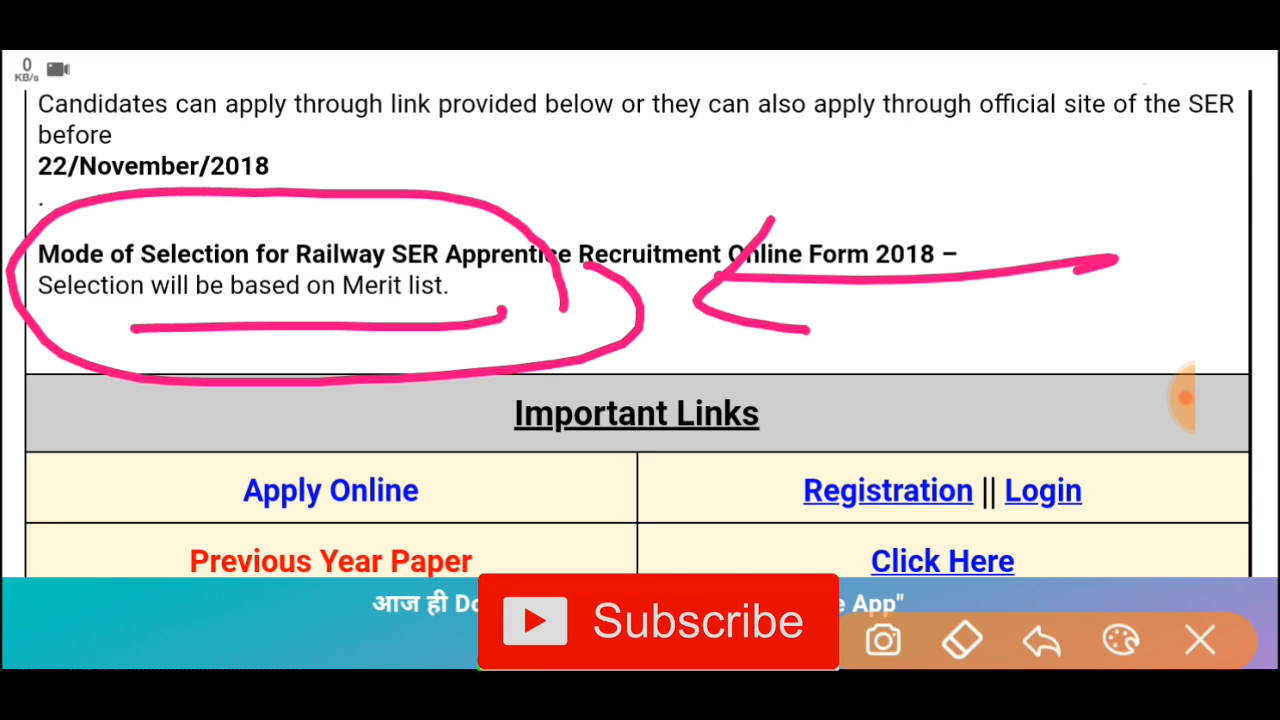 0
KB/s
Candidates can apply through link provided below or they can also apply through official site of the SER
before
22/November/2018
.
Mode of Selection for Railway SER Apprentice Recruitment Online Form 2018 –
Selection will be based on Merit list.
Important Links
Apply Online
Registration || Login
Previous Year Paper
Click Here
आज ही
App"
Subscribe